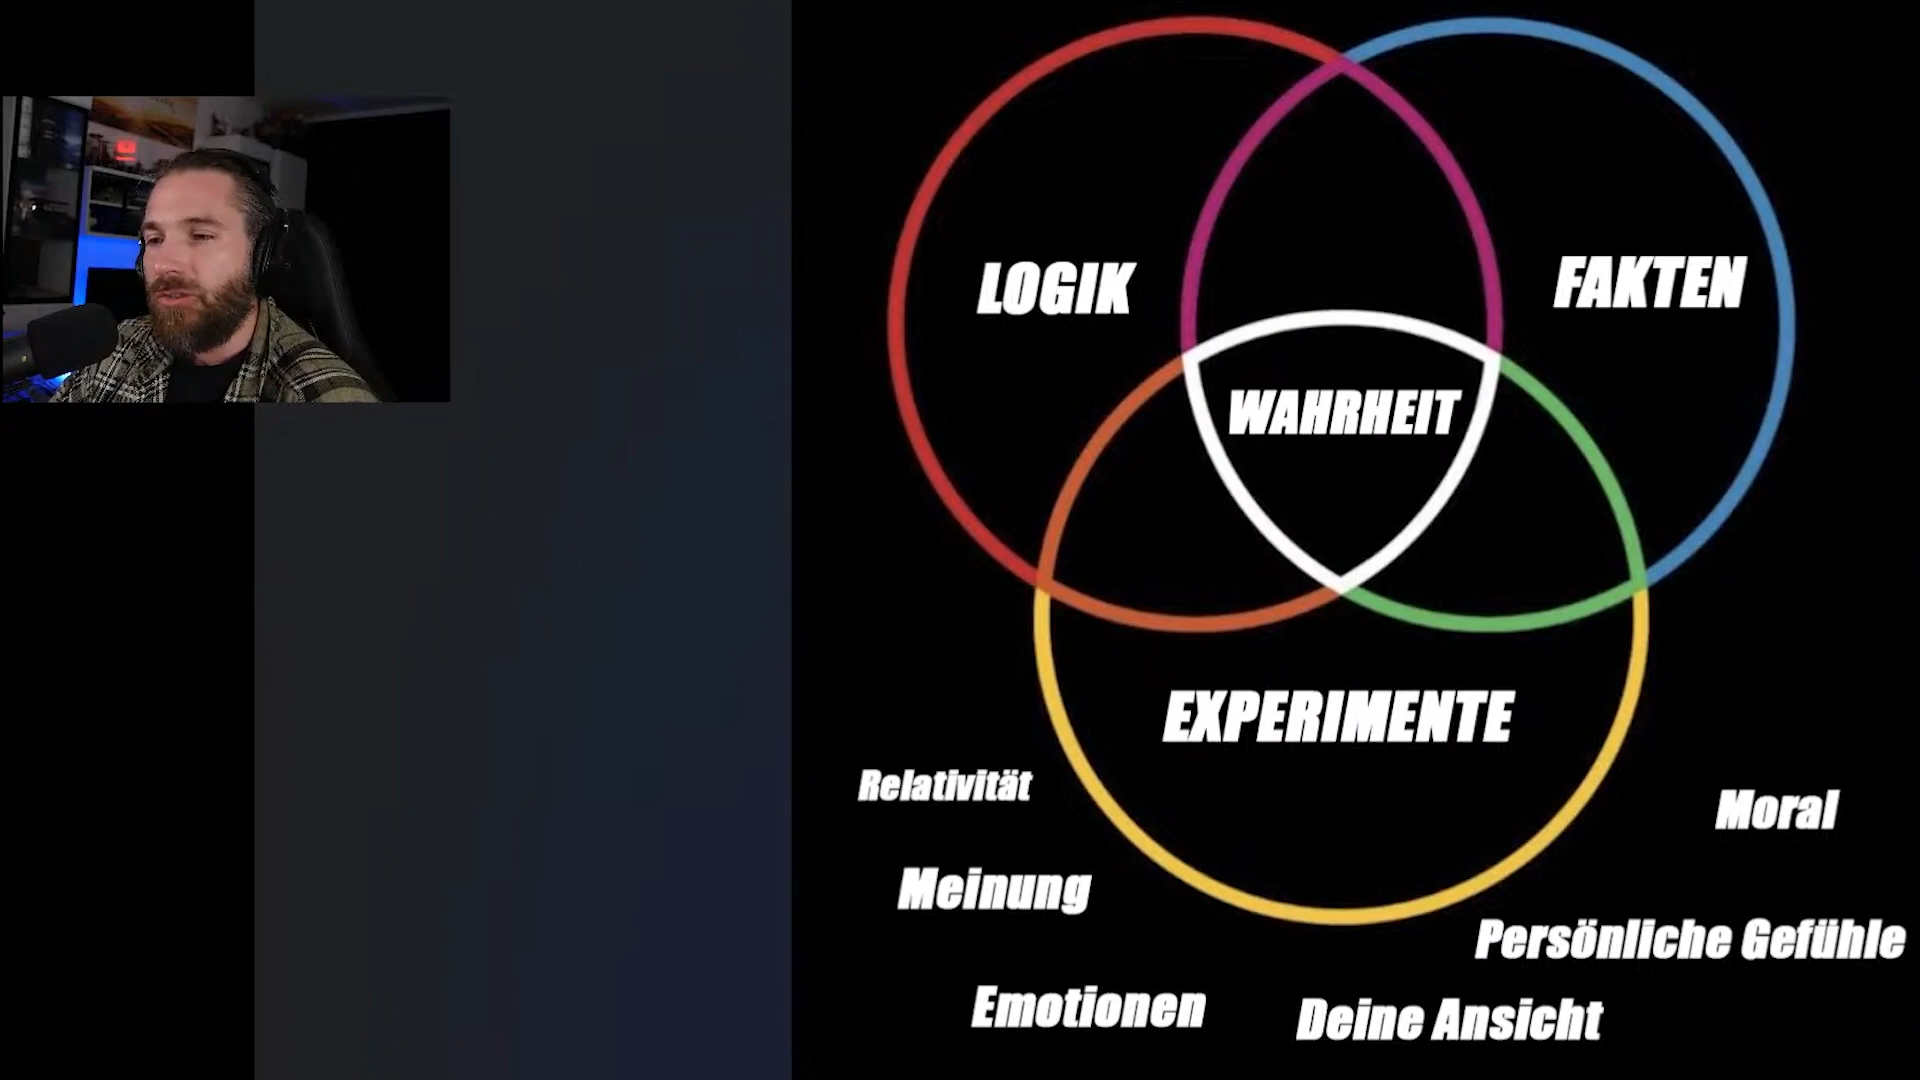 LOGIK
FAKTEN
WAHRHEIT
EXPERIMENTE
Relativität
Moral
Meinung
Persönliche Gefühle
Emotionen
Deine Ansicht